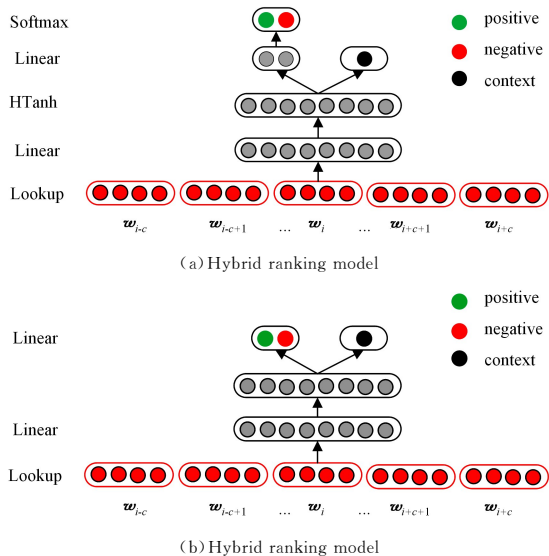 Softmax
positive
Linear
negative
context
HTanh
Linear
Lookup
w_{i-c} w_{i-c+1} ... w_i ... w_{i+c+1} w_{i+c}
(a) Hybrid ranking model
positive
Linear
negative
context
Linear
Lookup
w_{i-c} w_{i-c+1} ... w_i ... w_{i+c+1} w_{i+c}
(b) Hybrid ranking model